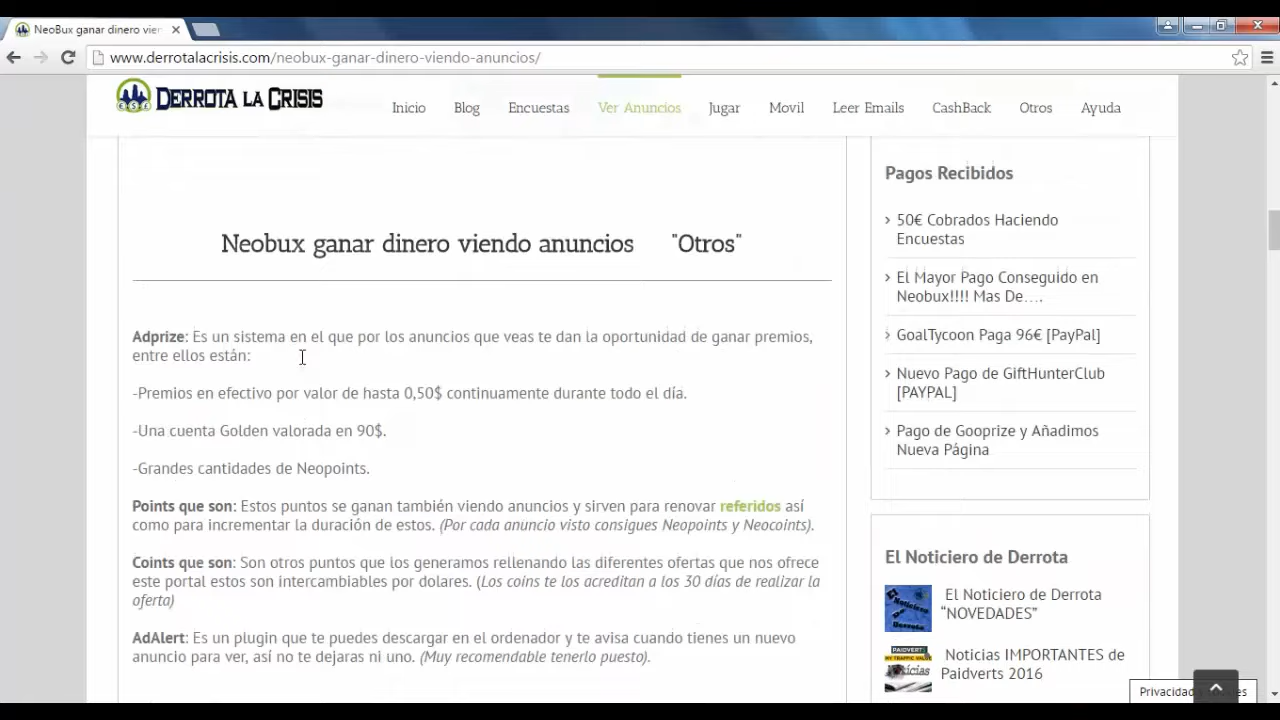 NeoBux ganar dinero vier
www.derrotalacrisis.com/neobux-ganar-dinero-viendo-anuncios/
DERROTA LA CRISIS
Inicio Blog Encuestas Ver Anuncios Jugar Movil Leer Emails CashBack Otros Ayuda
Neobux ganar dinero viendo anuncios "Otros"
Adprize: Es un sistema en el que por los anuncios que veas te dan la oportunidad de ganar premios,
entre ellos están:
-Premios en efectivo por valor de hasta 0,50$ continuamente durante todo el día.
-Una cuenta Golden valorada en 90$.
-Grandes cantidades de Neopoints.
Points que son: Estos puntos se ganan también viendo anuncios y sirven para renovar referidos así
como para incrementar la duración de estos. (Por cada anuncio visto consigues Neopoints y Neocoints).
Coints que son: Son otros puntos que los generamos rellenando las diferentes ofertas que nos ofrece
este portal estos son intercambiables por dolares. (Los coins te los acreditan a los 30 días de realizar la
oferta)
AdAlert: Es un plugin que te puedes descargar en el ordenador y te avisa cuando tienes un nuevo
anuncio para ver, así no te dejaras ni uno. (Muy recomendable tenerlo puesto).
Pagos Recibidos
50€ Cobrados Haciendo
Encuestas
El Mayor Pago Conseguido en
Neobux!!!! Mas De….
GoalTycoon Paga 96€ [PayPal]
Nuevo Pago de GiftHunterClub
[PAYPAL]
Pago de Gooprize y Añadimos
Nueva Página
El Noticiero de Derrota
El Noticiero de Derrota
“NOVEDADES”
PAIDVERTS
Noticias IMPORTANTES de
Paidverts 2016
Privacidad